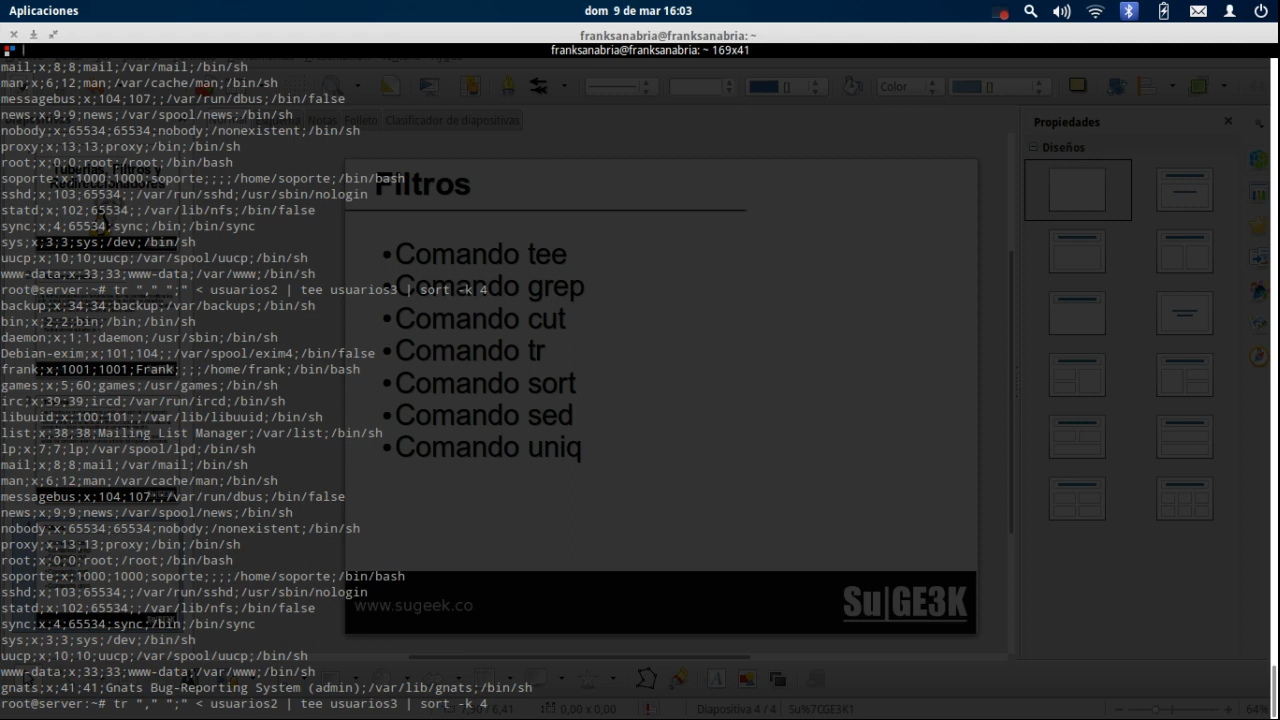 Aplicaciones
dom 9 de mar 16:03
franksanabria@franksanabria: ~
franksanabria@franksanabria: ~ 169x41
mail;x;8;8;mail;/var/mail;/bin/sh
man;x;6;12;man;/var/cache/man;/bin/sh
messagebus;x;104;107;;/var/run/dbus;/bin/false
news;x;9;9;news;/var/spool/news;/bin/sh
nobody;x;65534;65534;nobody;/nonexistent;/bin/sh
proxy;x;13;13;proxy;/bin;/bin/sh
root;x;0;0;root;/root;/bin/bash
soporte;x;1000;1000;soporte;;;;/home/soporte;/bin/bash
sshd;x;103;65534;;/var/run/sshd;/usr/sbin/nologin
statd;x;102;65534;;/var/lib/nfs;/bin/false
sync;x;4;65534;sync;/bin;/bin/sync
sys;x;3;3;sys;/dev;/bin/sh
uucp;x;10;10;uucp;/var/spool/uucp;/bin/sh
www-data;x;33;33;www-data;/var/www;/bin/sh
root@server:~# tr "," ";" < usuarios2 | tee usuarios3 | sort -k 4
backup;x;34;34;backup;/var/backups;/bin/sh
bin;x;2;2;bin;/bin;/bin/sh
daemon;x;1;1;daemon;/usr/sbin;/bin/sh
Debian-exim;x;101;104;;/var/spool/exim4;/bin/false
frank;x;1001;1001;Frank;;;;/home/frank;/bin/bash
games;x;5;60;games;/usr/games;/bin/sh
irc;x;39;39;ircd;/var/run/ircd;/bin/sh
libuuid;x;100;101;;/var/lib/libuuid;/bin/sh
list;x;38;38;Mailing List Manager;/var/list;/bin/sh
lp;x;7;7;lp;/var/spool/lpd;/bin/sh
mail;x;8;8;mail;/var/mail;/bin/sh
man;x;6;12;man;/var/cache/man;/bin/sh
messagebus;x;104;107;;/var/run/dbus;/bin/false
news;x;9;9;news;/var/spool/news;/bin/sh
nobody;x;65534;65534;nobody;/nonexistent;/bin/sh
proxy;x;13;13;proxy;/bin;/bin/sh
root;x;0;0;root;/root;/bin/bash
soporte;x;1000;1000;soporte;;;;/home/soporte;/bin/bash
sshd;x;103;65534;;/var/run/sshd;/usr/sbin/nologin
statd;x;102;65534;;/var/lib/nfs;/bin/false
sync;x;4;65534;sync;/bin;/bin/sync
sys;x;3;3;sys;/dev;/bin/sh
uucp;x;10;10;uucp;/var/spool/uucp;/bin/sh
www-data;x;33;33;www-data;/var/www;/bin/sh
gnats;x;41;41;Gnats Bug-Reporting System (admin);/var/lib/gnats;/bin/sh
root@server:~# tr "," ";" < usuarios2 | tee usuarios3 | sort -k 4
Color
Notas
Folleto
Clasificador de diapositivas
Tuberías, Filtros y
Redireccionadores
Filtros
•Comando tee
•Comando grep
•Comando cut
•Comando tr
•Comando sort
•Comando sed
•Comando uniq
www.sugeek.co
Su|GE3K
Propiedades
Diseños
7,90 / 6,41
0,00 x 0,00
Diapositiva 4 / 4
Su%7CGE3K1
64%